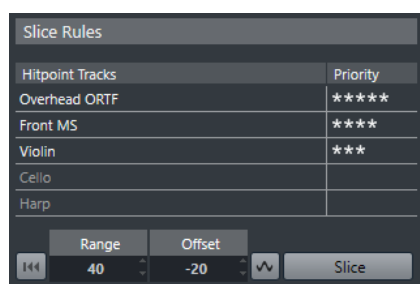 Slice Rules
Hitpoint Tracks Priority
Overhead ORTF *****
Front MS ****
Violin ***
Cello
Harp
Range Offset
40 -20 Slice